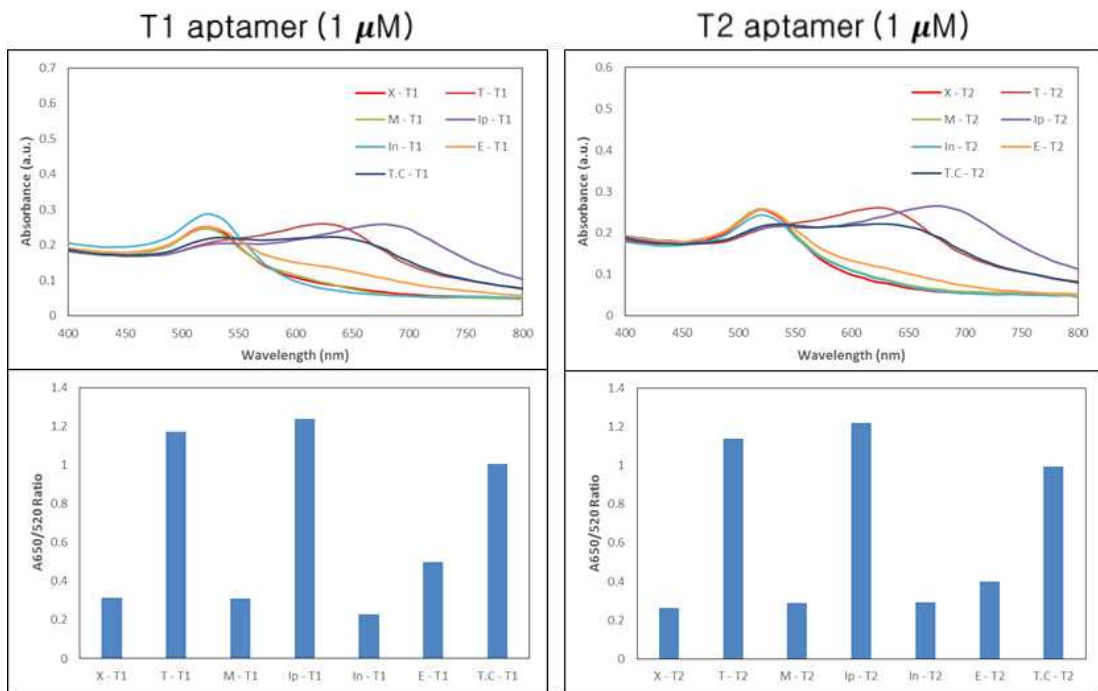 T1 aptamer (1 μM)
0.7
0.6
0.5
0.4
0.3
0.2
0.1
0
Absorbance (a.u.)
X - T1 T - T1
M - T1 Ip - T1
In - T1 E - T1
T.C - T1
400 450 500 550 600 650 700 750 800
Wavelength (nm)
1.4
1.2
1
0.8
0.6
0.4
0.2
0
A650/520 Ratio
X - T1 T - T1 M - T1 Ip - T1 In - T1 E - T1 T.C - T1
T2 aptamer (1 μM)
0.6
0.5
0.4
0.3
0.2
0.1
0
Absorbance (a.u.)
X - T2 T - T2
M - T2 Ip - T2
In - T2 E - T2
T.C - T2
400 450 500 550 600 650 700 750 800
Wavelength (nm)
1.4
1.2
1
0.8
0.6
0.4
0.2
0
A650/520 Ratio
X - T2 T - T2 M - T2 Ip - T2 In - T2 E - T2 T.C - T2